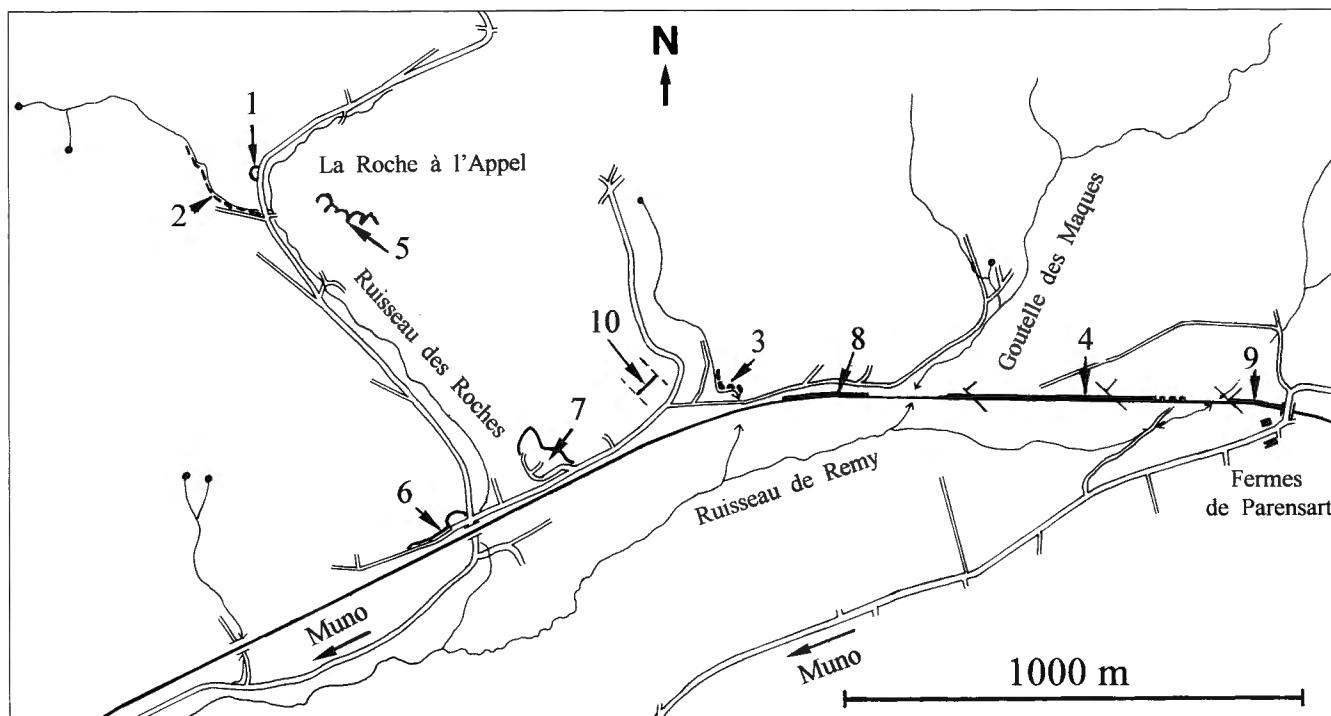 N
1
La Roche à l'Appel
2
5
Ruisseau des Roches
Goutelle des Maques
10
3
8
4
9
7
6
Ruisseau de Remy
Fermes
de Parensart
Muno
Muno
1000 m